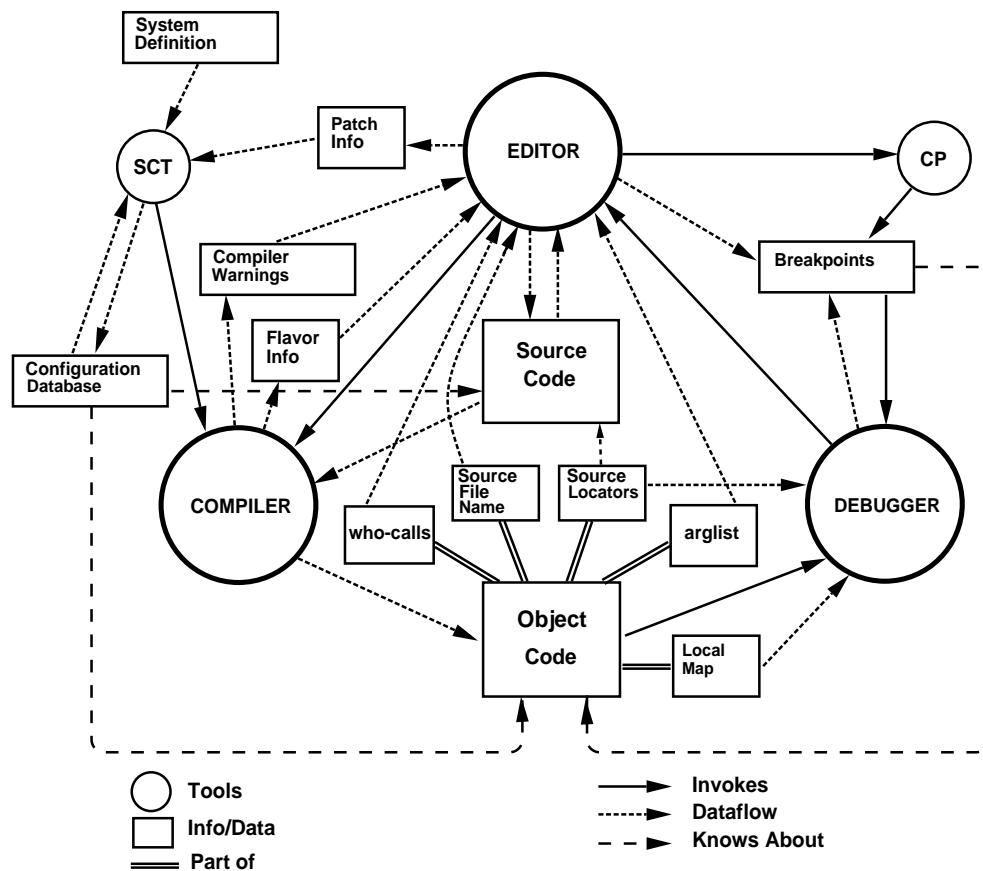 System
Definition
Patch
Info
EDITOR
SCT
CP
Compiler
Warnings
Breakpoints
Flavor
Info
Source
Code
Configuration
Database
COMPILER
Source
File
Name
Source
Locators
DEBUGGER
who-calls
arglist
Object
Code
Local
Map
Tools
Info/Data
Part of
Invokes
Dataflow
Knows About